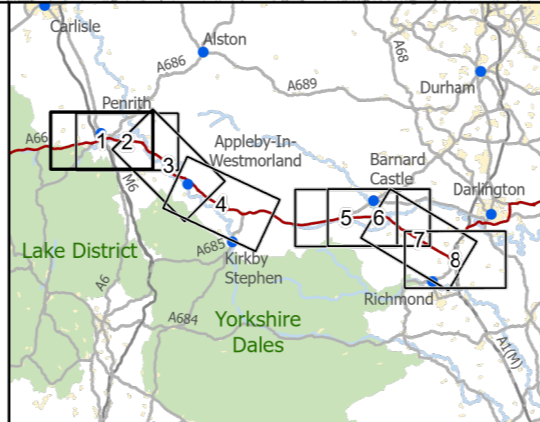 Carlisle
Alston
A686
A689
A68
Durham
Penrith
A66
1
2
3
M6
Appleby-In-
Westmorland
4
Barnard
Castle
Darlington
5
6
7
8
Lake District
A685
Kirkby
Stephen
Richmond
A6
A684
Yorkshire
Dales
A1(M)